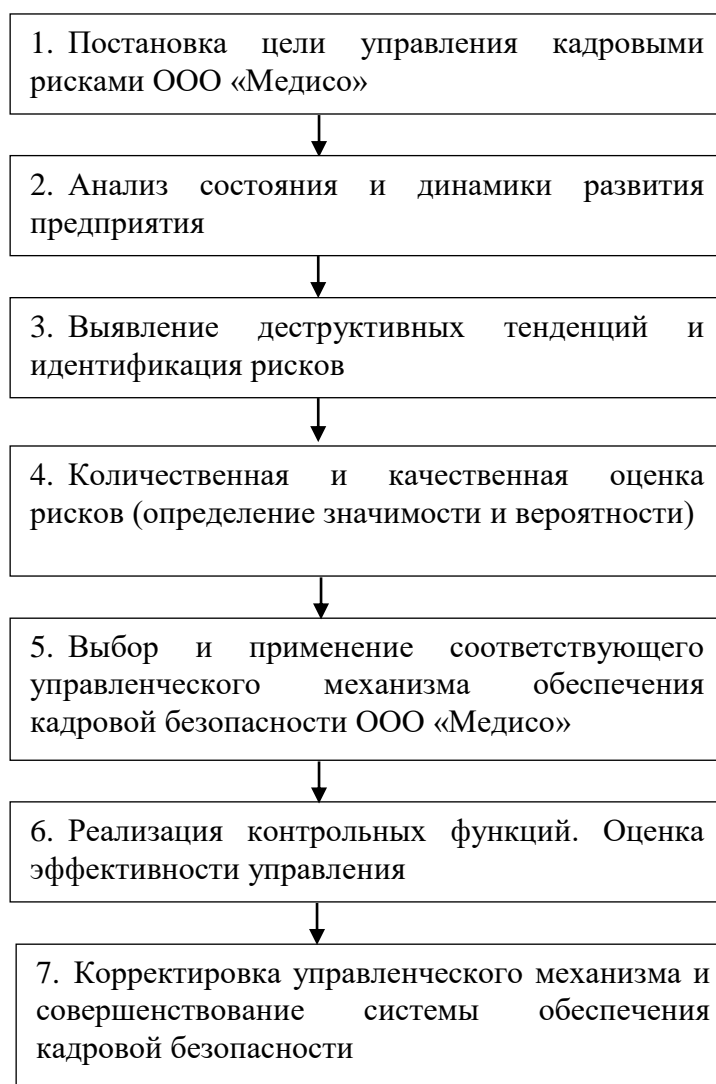 1. Постановка цели управления кадровыми
рисками ООО «Медисо»
2. Анализ состояния и динамики развития
предприятия
3. Выявление деструктивных тенденций и
идентификация рисков
4. Количественная и качественная оценка
рисков (определение значимости и вероятности)
5. Выбор и применение соответствующего
управленческого механизма обеспечения
кадровой безопасности ООО «Медисо»
6. Реализация контрольных функций. Оценка
эффективности управления
7. Корректировка управленческого механизма и
совершенствование системы обеспечения
кадровой безопасности